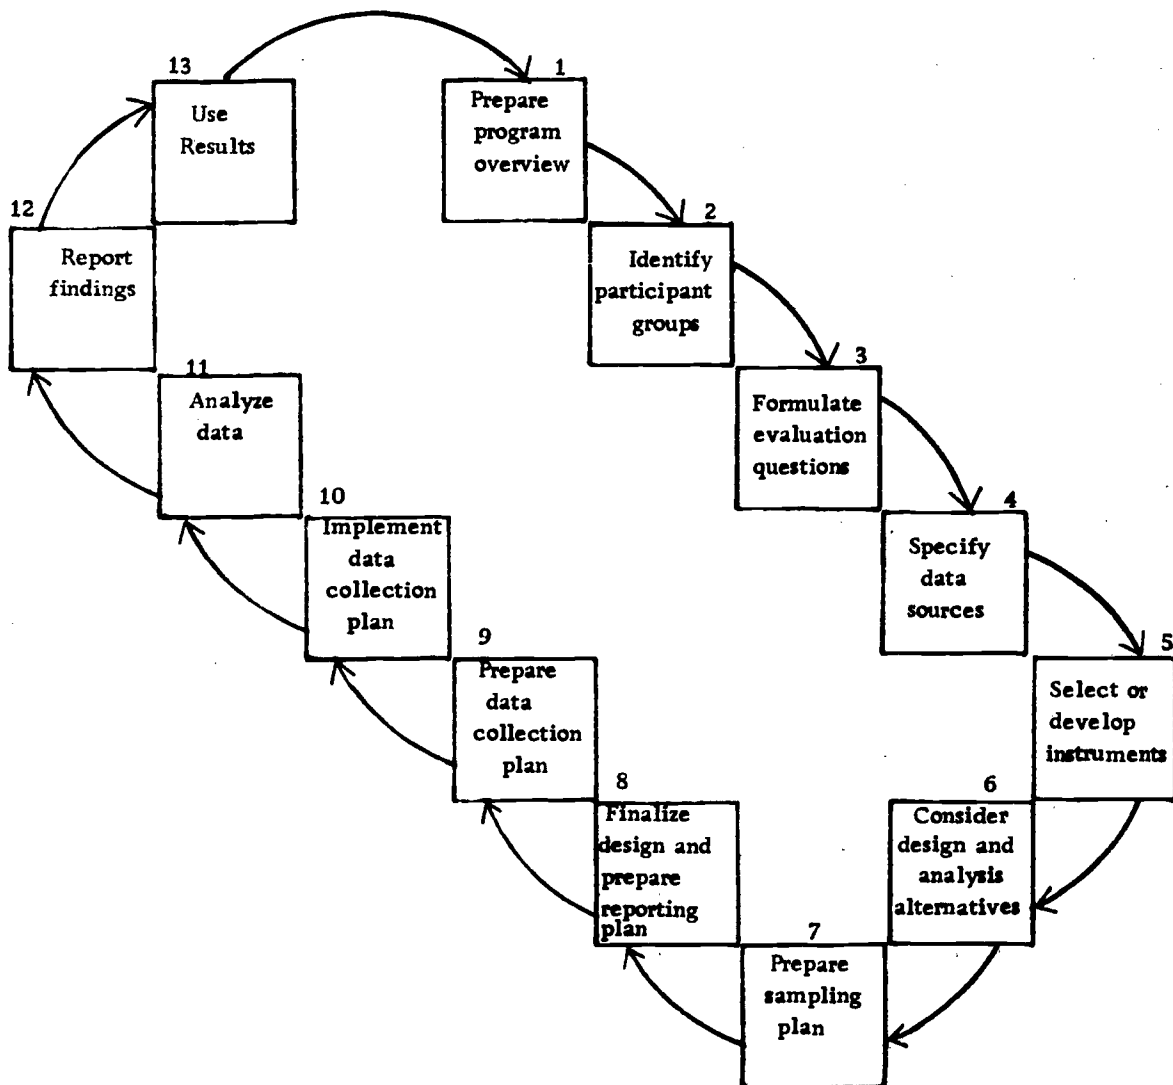 13
Use
Results
1
Prepare
program
overview
2
Identify
participant
groups
3
Formulate
evaluation
questions
4
Specify
data
sources
5
Select or
develop
instruments
6
Consider
design and
analysis
alternatives
7
Prepare
sampling
plan
8
Finalize
design and
prepare
reporting
plan
9
Prepare
data
collection
plan
10
Implement
data
collection
plan
11
Analyze
data
12
Report
findings